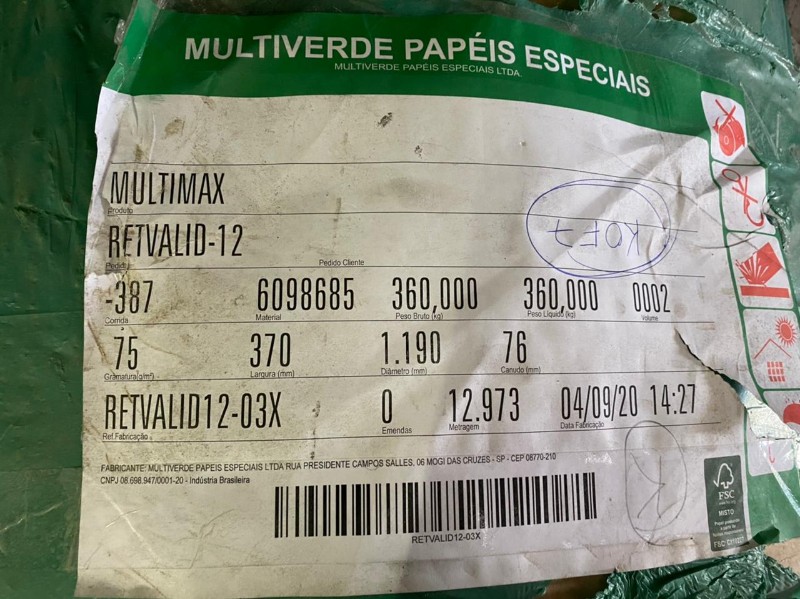 MULTIVERDE PAPÉIS ESPECIAIS
MULTIVERDE PAPÉIS ESPECIAIS LTDA.
MULTIMAX
Produto
RETVALID-12
Pedido Pedido Cliente
-387 6098685 360,000 360,000 0002
Corrida Material Peso Bruto (kg) Peso Líquido (kg) Volume
75 370 1.190 76
Gramatura(g/m²) Largura (mm) Diâmetro (mm) Canudo (mm)
RETVALID12-03X 0 12.973 04/09/20 14:27
Ref.Fabricação Emendas Metragem Data Fabricação
FABRICANTE: MULTIVERDE PAPEIS ESPECIAIS LTDA RUA PRESIDENTE CAMPOS SALLES, 06 MOGI DAS CRUZES - SP - CEP 08770-210
CNPJ 08.698.947/0001-20 - Indústria Brasileira
RETVALID12-03X
FSC
MISTO